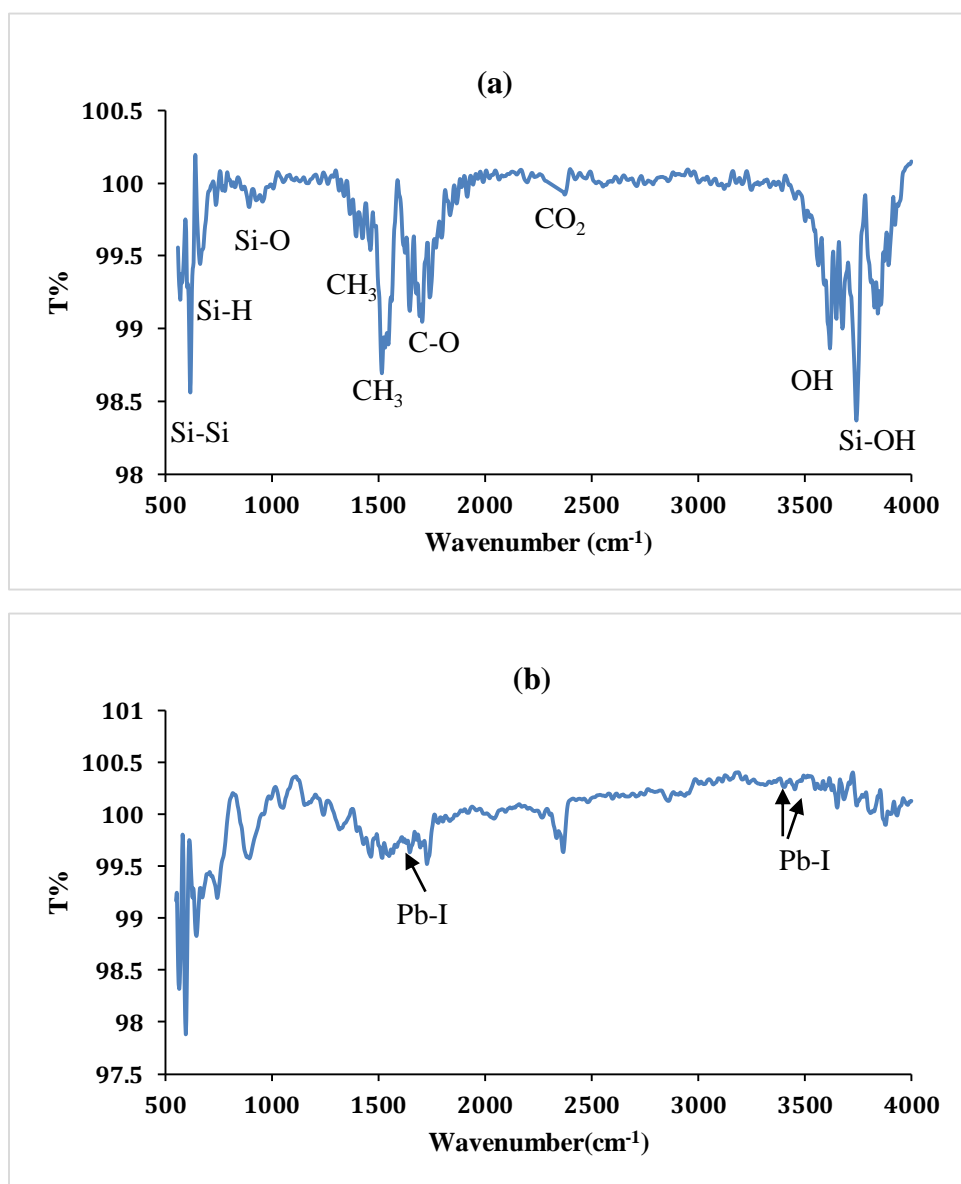 (a)
100.5
100
99.5
99
98.5
98
T%
Si-O
CO₂
CH₃
Si-H
C-O
OH
CH₃
Si-Si
Si-OH
500 1000 1500 2000 2500 3000 3500 4000
Wavenumber (cm⁻¹)
(b)
101
100.5
100
99.5
99
98.5
98
97.5
T%
Pb-I
Pb-I
500 1000 1500 2000 2500 3000 3500 4000
Wavenumber(cm⁻¹)